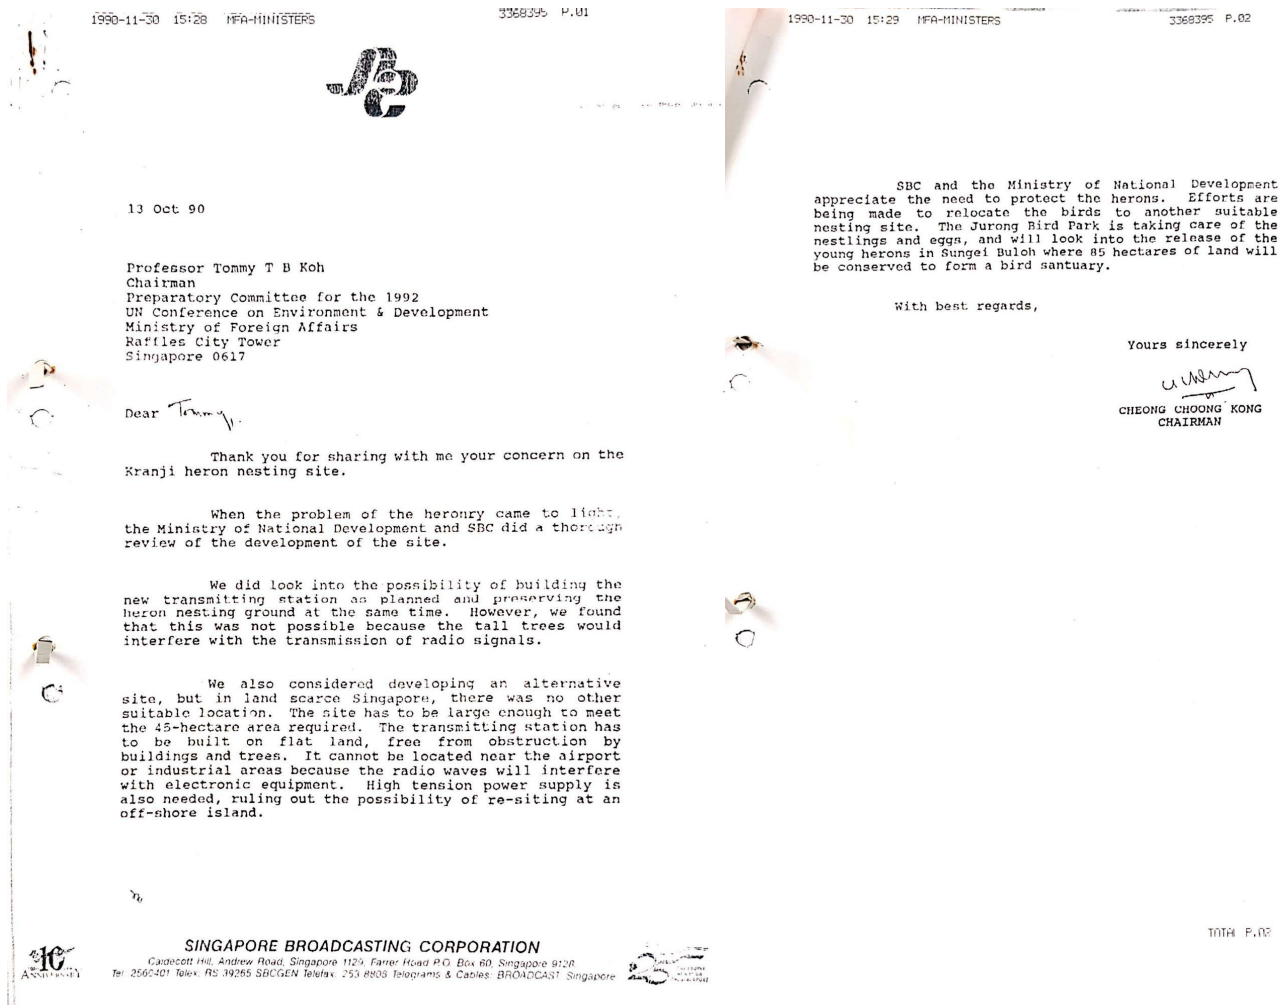 1990-11-30 15:28 MFA-MINISTERS 3368395 P.01
SBC
13 Oct 90
Professor Tommy T B Koh
Chairman
Preparatory Committee for the 1992
UN Conference on Environment & Development
Ministry of Foreign Affairs
Raffles City Tower
Singapore 0617
Dear Tommy,
Thank you for sharing with me your concern on the
Kranji heron nesting site.
When the problem of the heronry came to light,
the Ministry of National Development and SBC did a thorough
review of the development of the site.
We did look into the possibility of building the
new transmitting station as planned and preserving the
heron nesting ground at the same time. However, we found
that this was not possible because the tall trees would
interfere with the transmission of radio signals.
We also considered developing an alternative
site, but in land scarce Singapore, there was no other
suitable location. The site has to be large enough to meet
the 45-hectare area required. The transmitting station has
to be built on flat land, free from obstruction by
buildings and trees. It cannot be located near the airport
or industrial areas because the radio waves will interfere
with electronic equipment. High tension power supply is
also needed, ruling out the possibility of re-siting at an
off-shore island.
10
ANNIVERSARY
SINGAPORE BROADCASTING CORPORATION
Caldecott Hill, Andrew Road, Singapore 1129, Farrer Road P.O. Box 60, Singapore 9128
Tel: 2560401 Telex: RS 39265 SBCGEN Telefax: 253 8808 Telegrams & Cables: BROADCAST Singapore
25
1990-11-30 15:29 MFA-MINISTERS 3368395 P.02
SBC and the Ministry of National Development
appreciate the need to protect the herons. Efforts are
being made to relocate the birds to another suitable
nesting site. The Jurong Bird Park is taking care of the
nestlings and eggs, and will look into the release of the
young herons in Sungei Buloh where 85 hectares of land will
be conserved to form a bird santuary.
With best regards,
Yours sincerely
CHEONG CHOONG KONG
CHAIRMAN
TOTAL P.02